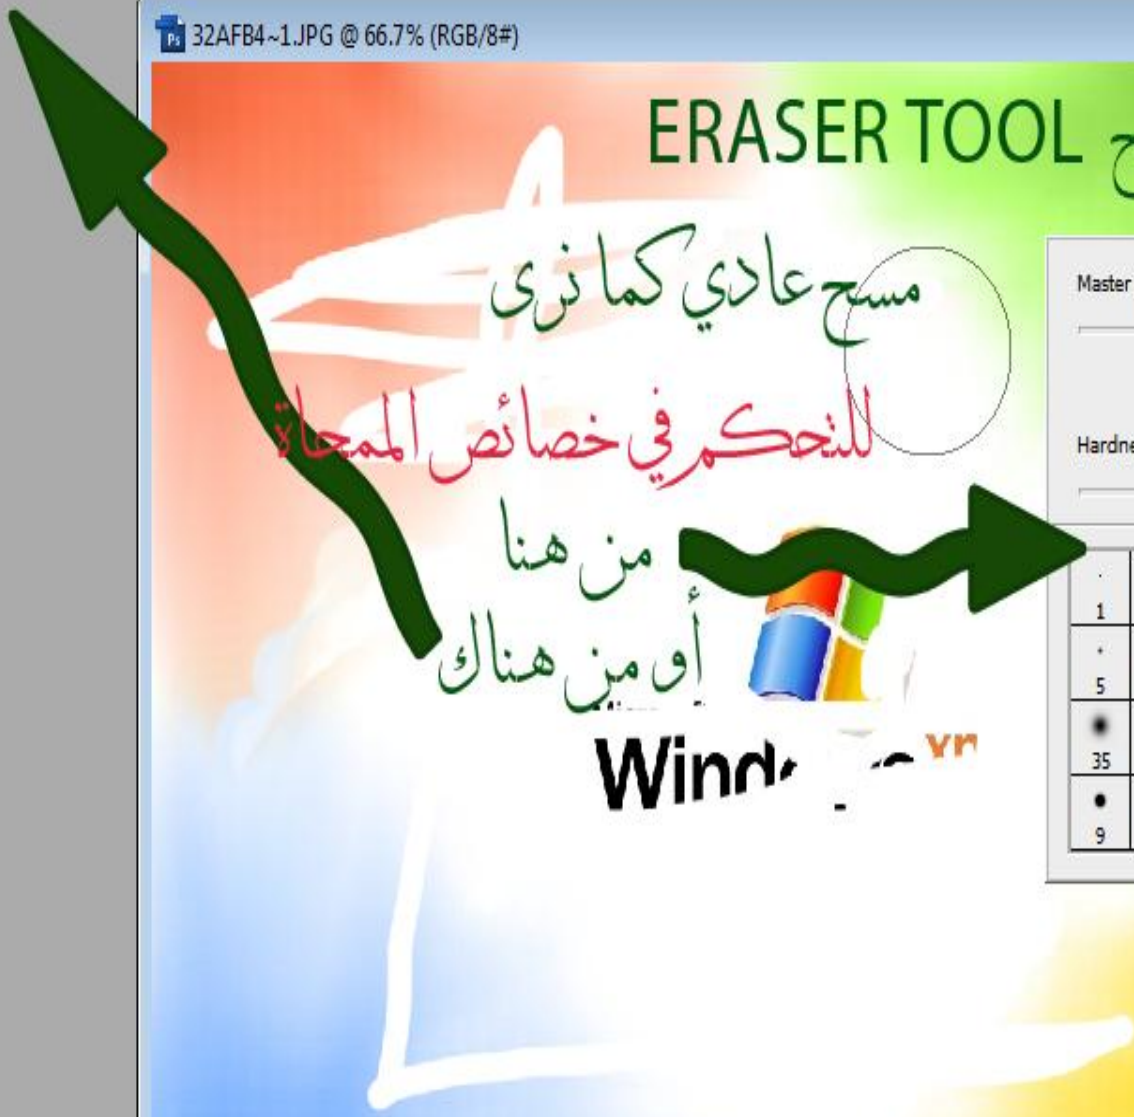 32AFB4~1.JPG @ 66.7% (RGB/8#)
ERASER TOOL
مسح عادي كما نرى
للتحكم في خصائص الممحاة
من هنا
أو من هناك
Master
1
5
35
9